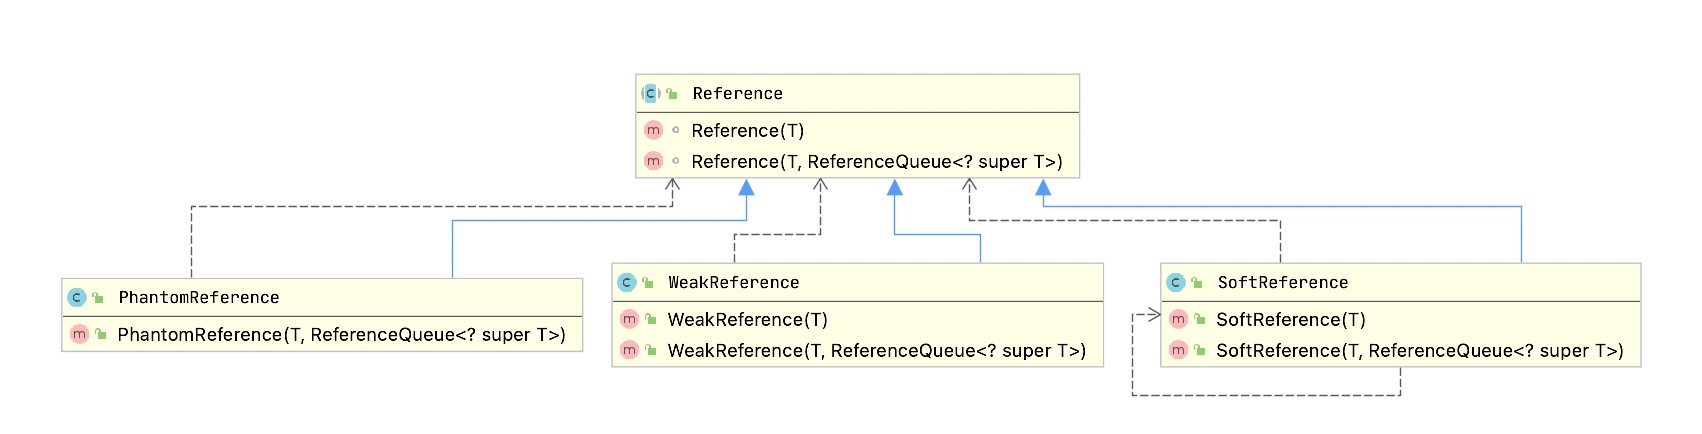 Reference
Reference(T)
Reference(T, ReferenceQueue<? super T>)
PhantomReference
PhantomReference(T, ReferenceQueue<? super T>)
WeakReference
WeakReference(T)
WeakReference(T, ReferenceQueue<? super T>)
SoftReference
SoftReference(T)
SoftReference(T, ReferenceQueue<? super T>)